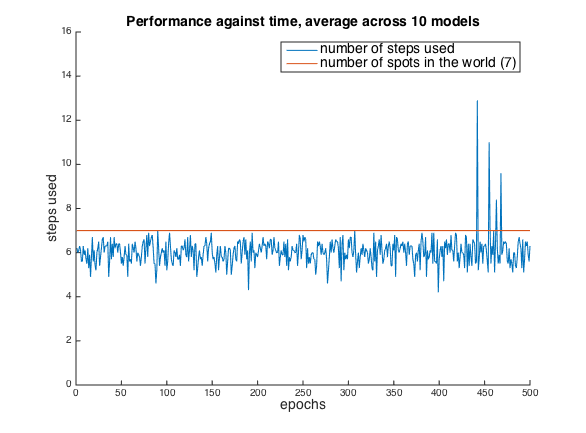 Performance against time, average across 10 models
16
14
12
10
8
6
4
2
0
steps used
number of steps used
number of spots in the world (7)
0 50 100 150 200 250 300 350 400 450 500
epochs